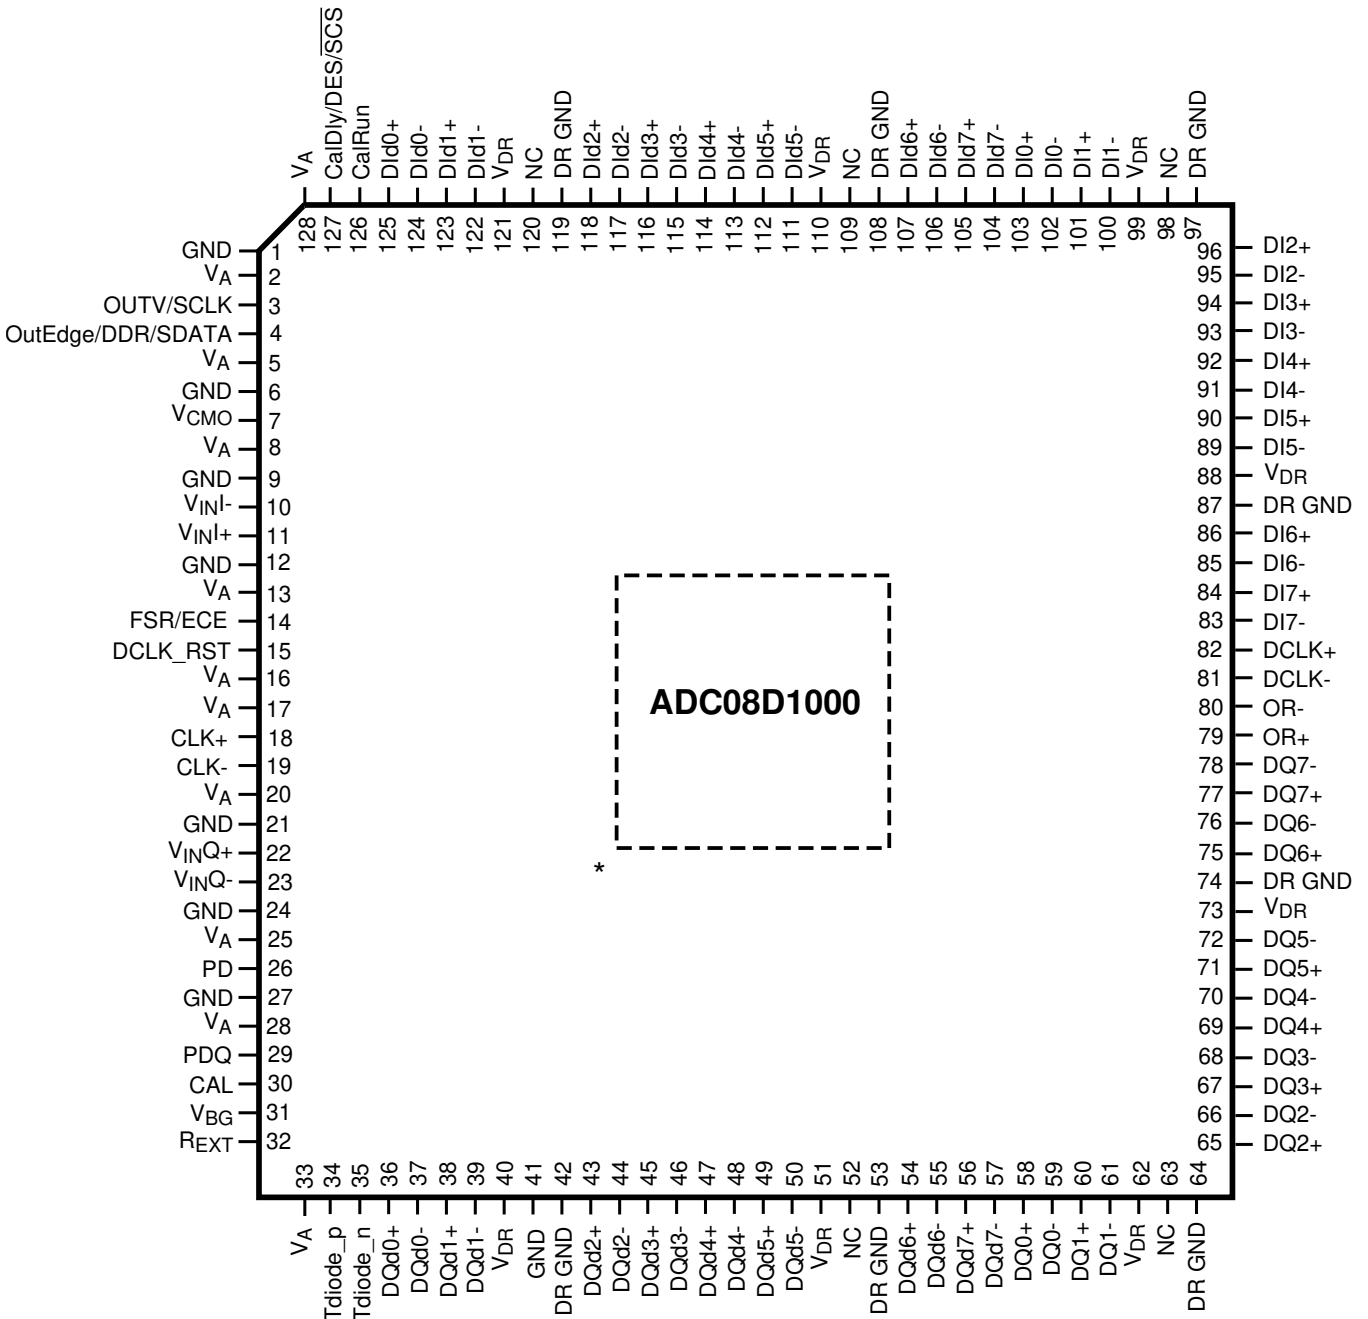 VA
CalDly/DES/SCS
CalRun
DId0+
DId0-
DId1+
DId1-
VDR
NC
DR GND
DId2+
DId2-
DId3+
DId3-
DId4+
DId4-
DId5+
DId5-
VDR
NC
DR GND
DId6+
DId6-
DId7+
DId7-
DI0+
DI0-
DI1+
DI1-
VDR
NC
DR GND
128
127
126
125
124
123
122
121
120
119
118
117
116
115
114
113
112
111
110
109
108
107
106
105
104
103
102
101
100
99
98
97
GND 1
VA 2
OUTV/SCLK 3
OutEdge/DDR/SDATA 4
VA 5
GND 6
VCMO 7
VA 8
GND 9
VINI- 10
VINI+ 11
GND 12
VA 13
FSR/ECE 14
DCLK_RST 15
VA 16
VA 17
CLK+ 18
CLK- 19
VA 20
GND 21
VINQ+ 22
VINQ- 23
GND 24
VA 25
PD 26
GND 27
VA 28
PDQ 29
CAL 30
VBG 31
REXT 32
ADC08D1000
*
96 DI2+
95 DI2-
94 DI3+
93 DI3-
92 DI4+
91 DI4-
90 DI5+
89 DI5-
88 VDR
87 DR GND
86 DI6+
85 DI6-
84 DI7+
83 DI7-
82 DCLK+
81 DCLK-
80 OR-
79 OR+
78 DQ7-
77 DQ7+
76 DQ6-
75 DQ6+
74 DR GND
73 VDR
72 DQ5-
71 DQ5+
70 DQ4-
69 DQ4+
68 DQ3-
67 DQ3+
66 DQ2-
65 DQ2+
33
34
35
36
37
38
39
40
41
42
43
44
45
46
47
48
49
50
51
52
53
54
55
56
57
58
59
60
61
62
63
64
VA
Tdiode_p
Tdiode_n
DQd0+
DQd0-
DQd1+
DQd1-
VDR
GND
DR GND
DQd2+
DQd2-
DQd3+
DQd3-
DQd4+
DQd4-
DQd5+
DQd5-
VDR
NC
DR GND
DQd6+
DQd6-
DQd7+
DQd7-
DQ0+
DQ0-
DQ1+
DQ1-
VDR
NC
DR GND